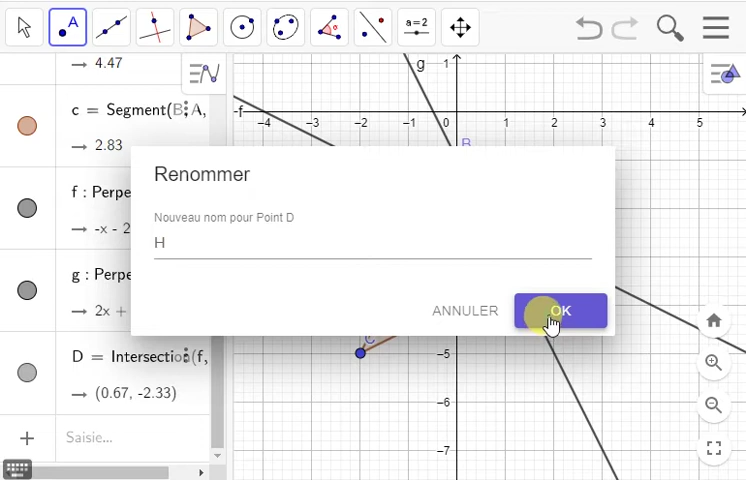 A
a=2
→ 4.47
c = Segment(B, A,
→ 2.83
f : Perpe
→ -x - 2
g : Perpe
→ 2x +
D = Intersection(f,
→ (0.67, -2.33)
+ Saisie...
g
1
f
−4 −3 −2 −1 0 1 2 3 4 5
B
Renommer
Nouveau nom pour Point D
H
ANNULER OK
C
−5
−6
−7